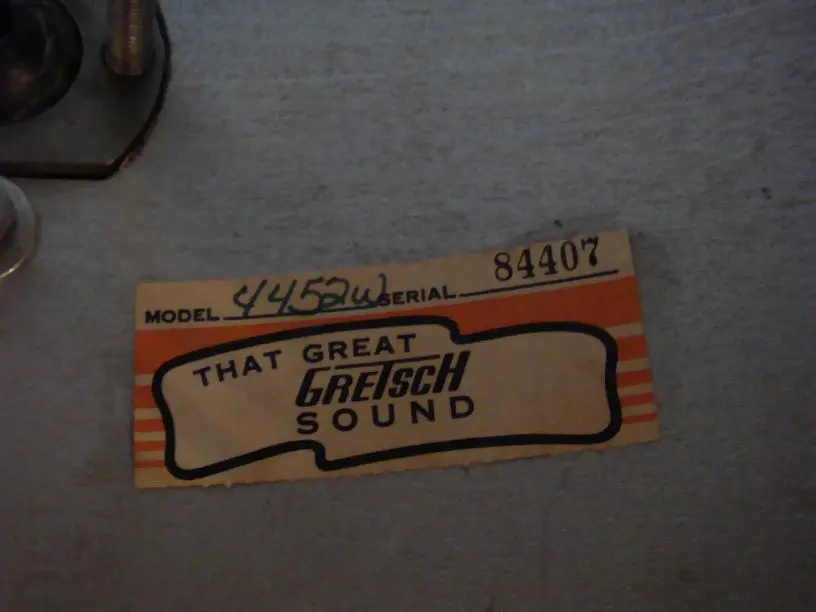 MODEL 4452W SERIAL 84407
THAT GREAT
GRETSCH
SOUND